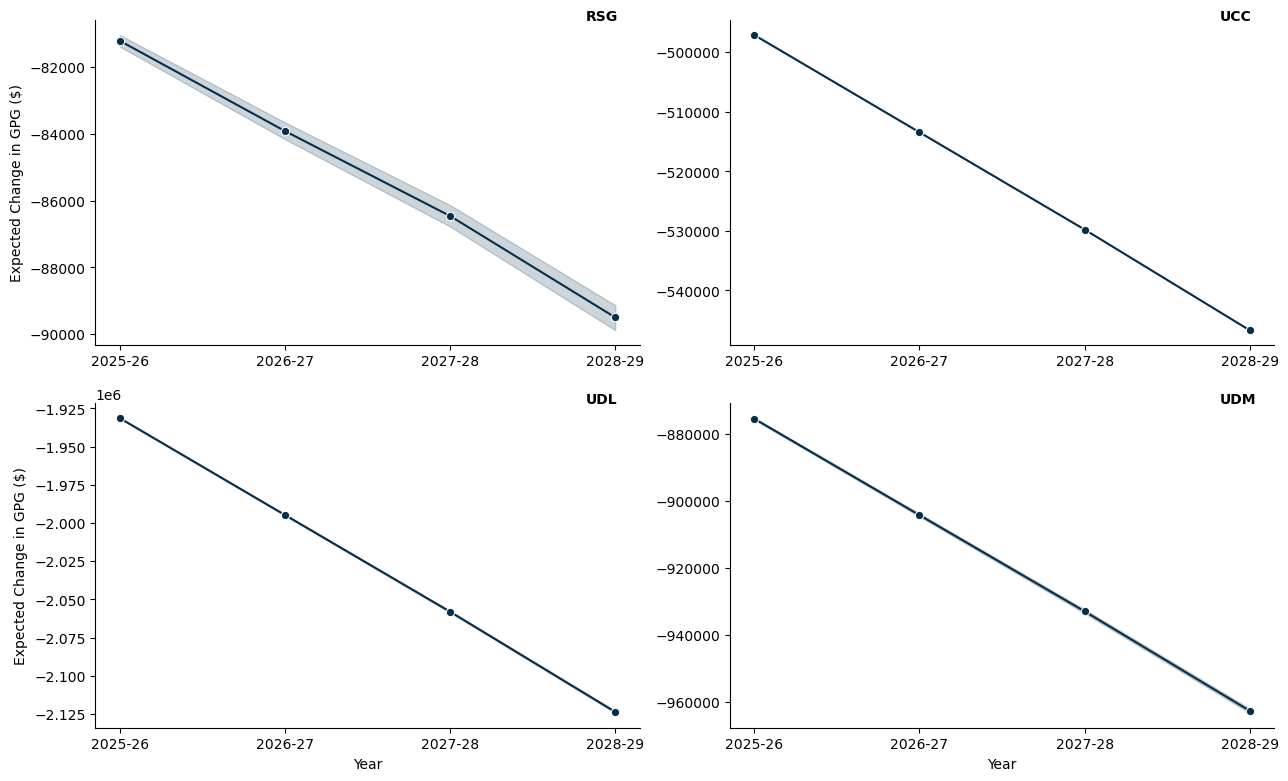 RSG
Expected Change in GPG ($)
−82000
−84000
−86000
−88000
−90000
2025-26 2026-27 2027-28 2028-29
UCC
−500000
−510000
−520000
−530000
−540000
2025-26 2026-27 2027-28 2028-29
UDL
1e6
Expected Change in GPG ($)
−1.925
−1.950
−1.975
−2.000
−2.025
−2.050
−2.075
−2.100
−2.125
2025-26 2026-27 2027-28 2028-29
Year
UDM
−880000
−900000
−920000
−940000
−960000
2025-26 2026-27 2027-28 2028-29
Year